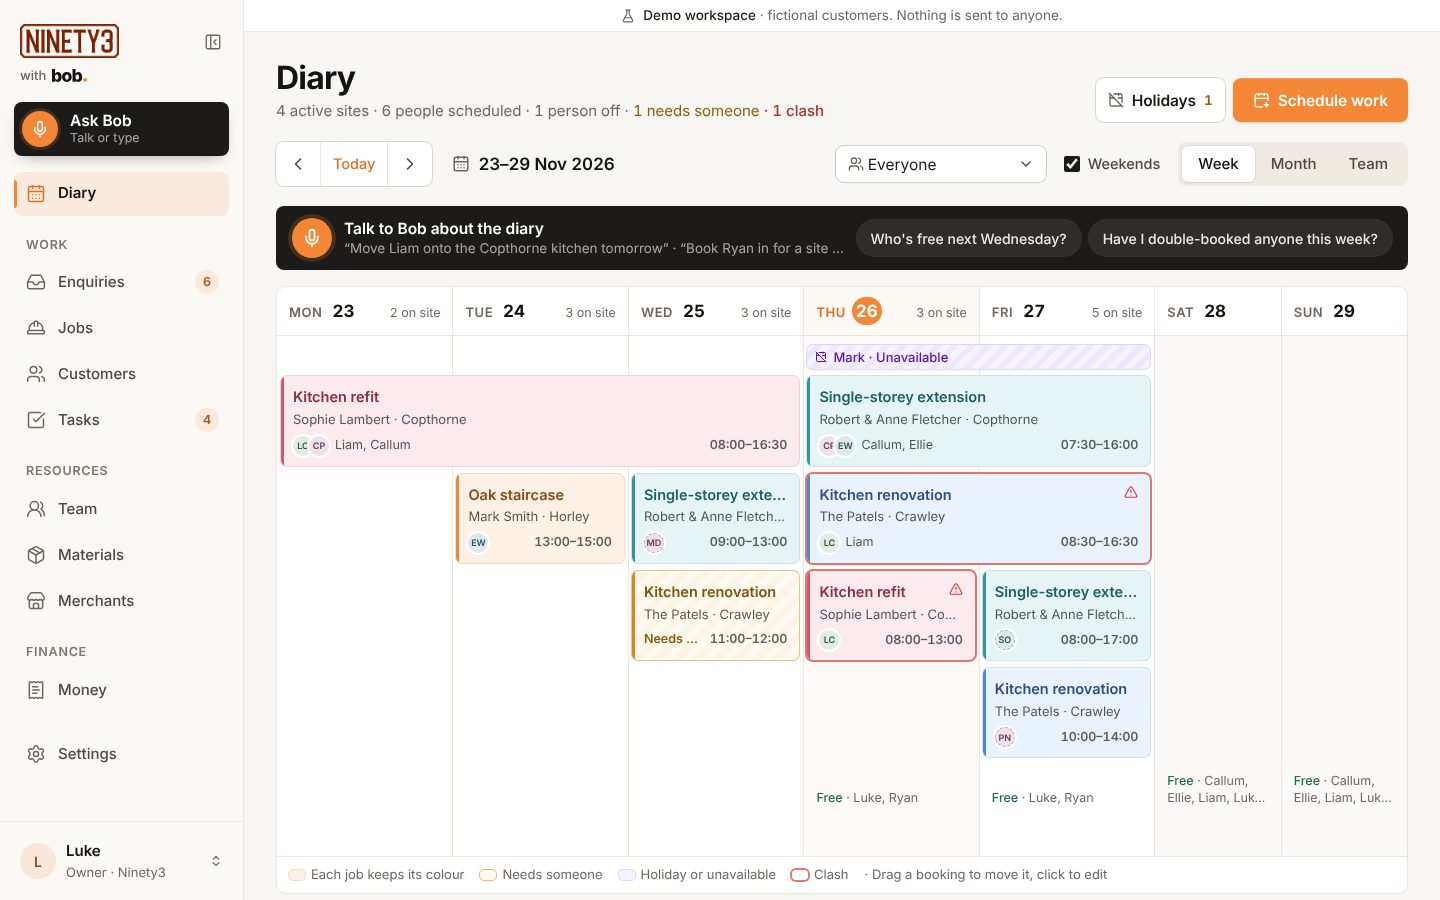 NINETY3
with bob.
Ask Bob
Talk or type
Diary
WORK
Enquiries 6
Jobs
Customers
Tasks 4
RESOURCES
Team
Materials
Merchants
FINANCE
Money
Settings
L
Luke
Owner · Ninety3
Demo workspace · fictional customers. Nothing is sent to anyone.
Diary
4 active sites · 6 people scheduled · 1 person off · 1 needs someone · 1 clash
Holidays 1
Schedule work
Today
23–29 Nov 2026
Everyone
Weekends
Week Month Team
Talk to Bob about the diary
“Move Liam onto the Copthorne kitchen tomorrow” · “Book Ryan in for a site ...
Who's free next Wednesday?
Have I double-booked anyone this week?
MON 23 2 on site
TUE 24 3 on site
WED 25 3 on site
THU 26 3 on site
FRI 27 5 on site
SAT 28
SUN 29
Mark · Unavailable
Kitchen refit
Sophie Lambert · Copthorne
LC CP Liam, Callum 08:00–16:30
Single-storey extension
Robert & Anne Fletcher · Copthorne
CP EW Callum, Ellie 07:30–16:00
Oak staircase
Mark Smith · Horley
EW 13:00–15:00
Single-storey exte...
Robert & Anne Fletch...
MD 09:00–13:00
Kitchen renovation
The Patels · Crawley
LC Liam 08:30–16:30
Kitchen renovation
The Patels · Crawley
Needs ... 11:00–12:00
Kitchen refit
Sophie Lambert · Co...
LC 08:00–13:00
Single-storey exte...
Robert & Anne Fletch...
SO 08:00–17:00
Kitchen renovation
The Patels · Crawley
PN 10:00–14:00
Free · Luke, Ryan
Free · Luke, Ryan
Free · Callum,
Ellie, Liam, Luk...
Free · Callum,
Ellie, Liam, Luk...
Each job keeps its colour
Needs someone
Holiday or unavailable
Clash
· Drag a booking to move it, click to edit